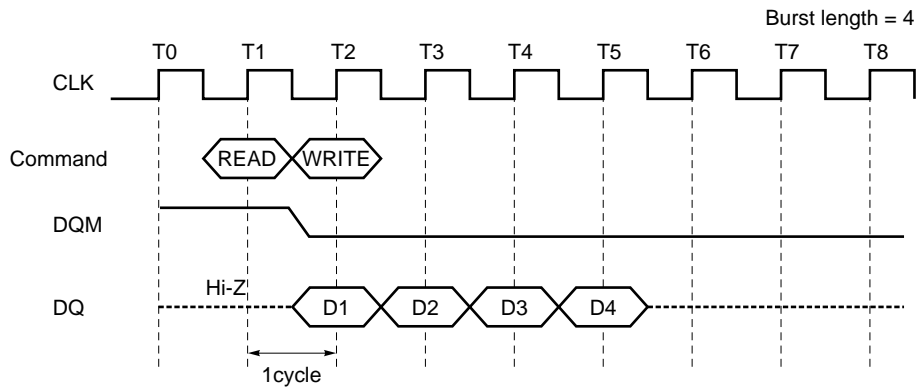 Burst length = 4
T0 T1 T2 T3 T4 T5 T6 T7 T8
CLK
Command READ WRITE
DQM
Hi-Z
DQ D1 D2 D3 D4
1cycle